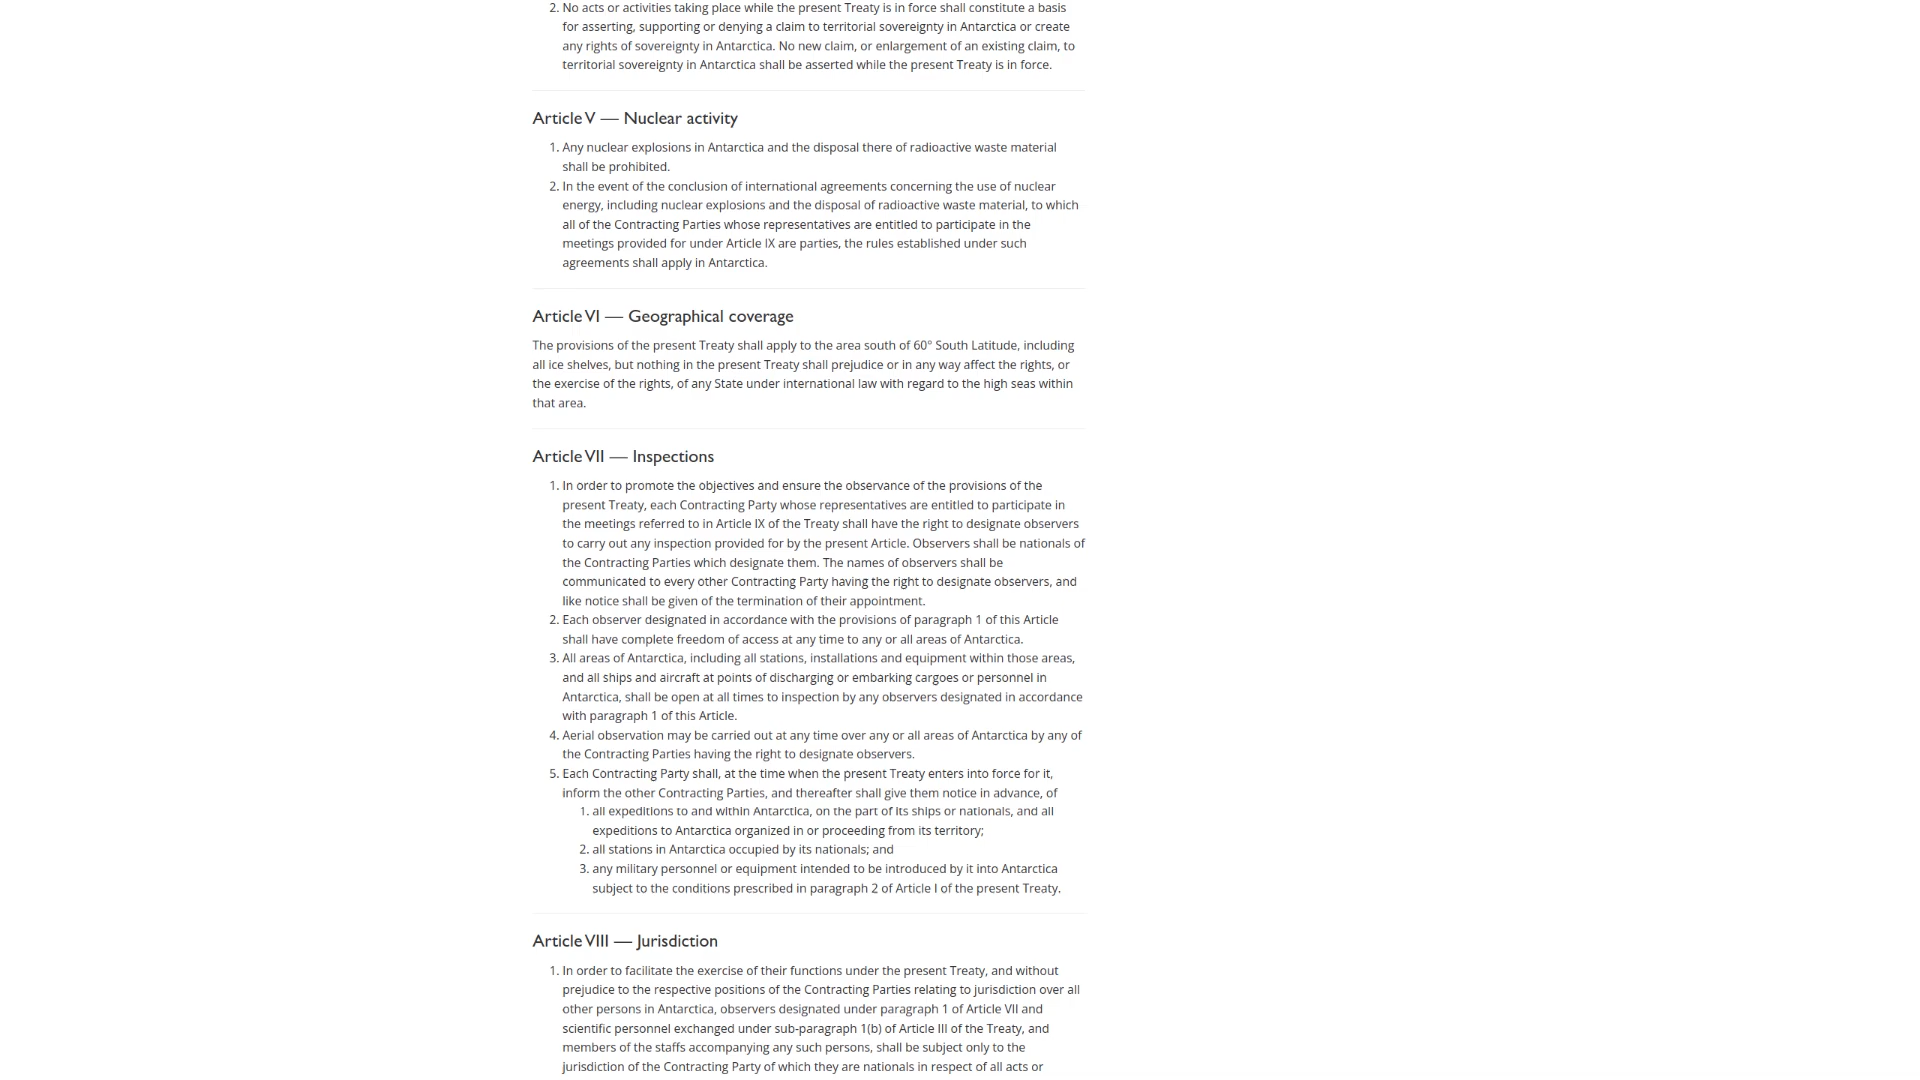 2. No acts or activities taking place while the present Treaty is in force shall constitute a basis
for asserting, supporting or denying a claim to territorial sovereignty in Antarctica or create
any rights of sovereignty in Antarctica. No new claim, or enlargement of an existing claim, to
territorial sovereignty in Antarctica shall be asserted while the present Treaty is in force.
Article V — Nuclear activity
1. Any nuclear explosions in Antarctica and the disposal there of radioactive waste material
shall be prohibited.
2. In the event of the conclusion of international agreements concerning the use of nuclear
energy, including nuclear explosions and the disposal of radioactive waste material, to which
all of the Contracting Parties whose representatives are entitled to participate in the
meetings provided for under Article IX are parties, the rules established under such
agreements shall apply in Antarctica.
Article VI — Geographical coverage
The provisions of the present Treaty shall apply to the area south of 60° South Latitude, including
all ice shelves, but nothing in the present Treaty shall prejudice or in any way affect the rights, or
the exercise of the rights, of any State under international law with regard to the high seas within
that area.
Article VII — Inspections
1. In order to promote the objectives and ensure the observance of the provisions of the
present Treaty, each Contracting Party whose representatives are entitled to participate in
the meetings referred to in Article IX of the Treaty shall have the right to designate observers
to carry out any inspection provided for by the present Article. Observers shall be nationals of
the Contracting Parties which designate them. The names of observers shall be
communicated to every other Contracting Party having the right to designate observers, and
like notice shall be given of the termination of their appointment.
2. Each observer designated in accordance with the provisions of paragraph 1 of this Article
shall have complete freedom of access at any time to any or all areas of Antarctica.
3. All areas of Antarctica, including all stations, installations and equipment within those areas,
and all ships and aircraft at points of discharging or embarking cargoes or personnel in
Antarctica, shall be open at all times to inspection by any observers designated in accordance
with paragraph 1 of this Article.
4. Aerial observation may be carried out at any time over any or all areas of Antarctica by any of
the Contracting Parties having the right to designate observers.
5. Each Contracting Party shall, at the time when the present Treaty enters into force for it,
inform the other Contracting Parties, and thereafter shall give them notice in advance, of
1. all expeditions to and within Antarctica, on the part of its ships or nationals, and all
expeditions to Antarctica organized in or proceeding from its territory;
2. all stations in Antarctica occupied by its nationals; and
3. any military personnel or equipment intended to be introduced by it into Antarctica
subject to the conditions prescribed in paragraph 2 of Article I of the present Treaty.
Article VIII — Jurisdiction
1. In order to facilitate the exercise of their functions under the present Treaty, and without
prejudice to the respective positions of the Contracting Parties relating to jurisdiction over all
other persons in Antarctica, observers designated under paragraph 1 of Article VII and
scientific personnel exchanged under sub-paragraph 1(b) of Article III of the Treaty, and
members of the staffs accompanying any such persons, shall be subject only to the
jurisdiction of the Contracting Party of which they are nationals in respect of all acts or